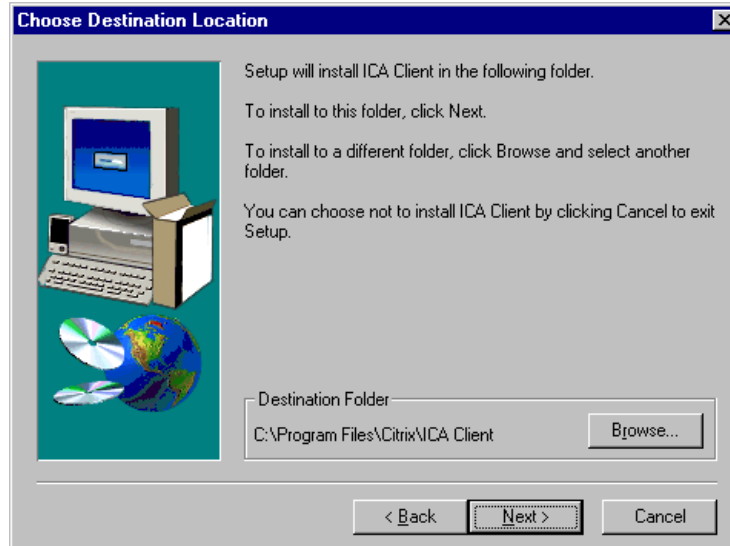 Choose Destination Location
Setup will install ICA Client in the following folder.
To install to this folder, click Next.
To install to a different folder, click Browse and select another
folder.
You can choose not to install ICA Client by clicking Cancel to exit
Setup.
Destination Folder
C:\Program Files\Citrix\ICA Client
Browse...
< Back
Next >
Cancel